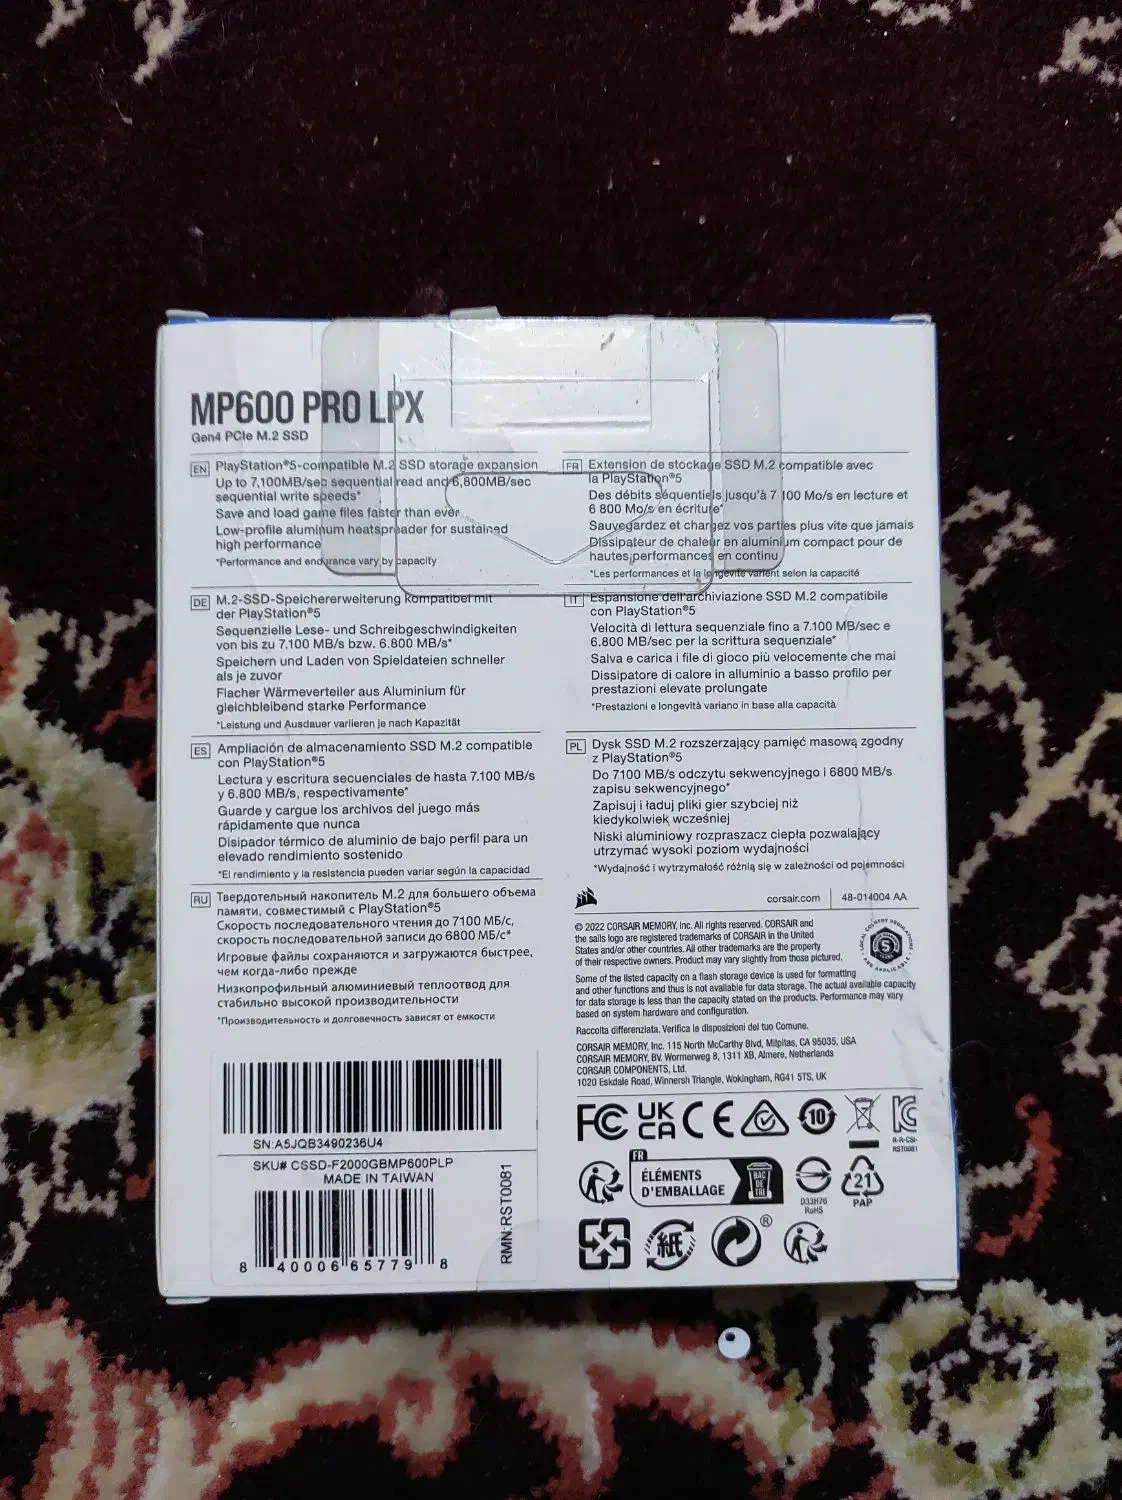 MP600 PRO LPX
Gen4 PCIe M.2 SSD
EN
PlayStation®5-compatible M.2 SSD storage expansion
Up to 7,100MB/sec sequential read and 6,800MB/sec
sequential write speeds*
Save and load game files faster than ever
Low-profile aluminum heatspreader for sustained
high performance
*Performance and endurance vary by capacity
FR
Extension de stockage SSD M.2 compatible avec
la PlayStation®5
Des débits séquentiels jusqu'à 7 100 Mo/s en lecture et
6 800 Mo/s en écriture*
Sauvegardez et chargez vos parties plus vite que jamais
Dissipateur de chaleur en aluminium compact pour de
hautes performances en continu
*Les performances et la longévité varient selon la capacité
DE
M.2-SSD-Speichererweiterung kompatibel mit
der PlayStation®5
Sequenzielle Lese- und Schreibgeschwindigkeiten
von bis zu 7.100 MB/s bzw. 6.800 MB/s*
Speichern und Laden von Spieldateien schneller
als je zuvor
Flacher Wärmeverteiler aus Aluminium für
gleichbleibend starke Performance
*Leistung und Ausdauer variieren je nach Kapazität
IT
Espansione dell'archiviazione SSD M.2 compatibile
con PlayStation®5
Velocità di lettura sequenziale fino a 7.100 MB/sec e
6.800 MB/sec per la scrittura sequenziale*
Salva e carica i file di gioco più velocemente che mai
Dissipatore di calore in alluminio a basso profilo per
prestazioni elevate prolungate
*Prestazioni e longevità variano in base alla capacità
ES
Ampliación de almacenamiento SSD M.2 compatible
con PlayStation®5
Lectura y escritura secuenciales de hasta 7.100 MB/s
y 6.800 MB/s, respectivamente*
Guarde y cargue los archivos del juego más
rápidamente que nunca
Disipador térmico de aluminio de bajo perfil para un
elevado rendimiento sostenido
*El rendimiento y la resistencia pueden variar según la capacidad
PL
Dysk SSD M.2 rozszerzający pamięć masową zgodny
z PlayStation®5
Do 7100 MB/s odczytu sekwencyjnego i 6800 MB/s
zapisu sekwencyjnego*
Zapisuj i ładuj pliki gier szybciej niż
kiedykolwiek wcześniej
Niski aluminiowy rozpraszacz ciepła pozwalający
utrzymać wysoki poziom wydajności
*Wydajność i wytrzymałość różnią się w zależności od pojemności
RU
Твердотельный накопитель M.2 для большего объема
памяти, совместимый с PlayStation®5
Скорость последовательного чтения до 7100 МБ/с,
скорость последовательной записи до 6800 МБ/с*
Игровые файлы сохраняются и загружаются быстрее,
чем когда-либо прежде
Низкопрофильный алюминиевый теплоотвод для
стабильно высокой производительности
*Производительность и долговечность зависят от емкости
corsair.com
48-014004 AA
© 2022 CORSAIR MEMORY, Inc. All rights reserved. CORSAIR and
the sails logo are registered trademarks of CORSAIR in the United
States and/or other countries. All other trademarks are the property
of their respective owners. Product may vary slightly from those pictured.
LOCAL COUNTRY REGULATIONS
ARE APPLICABLE
5
YEARS
Some of the listed capacity on a flash storage device is used for formatting
and other functions and thus is not available for data storage. The actual available capacity
for data storage is less than the capacity stated on the products. Performance may vary
based on system hardware and configuration.
Raccolta differenziata. Verifica le disposizioni del tuo Comune.
CORSAIR MEMORY, Inc. 115 North McCarthy Blvd, Milpitas, CA 95035, USA
CORSAIR MEMORY, BV. Wormerweg 8, 1311 XB, Almere, Netherlands
CORSAIR COMPONENTS, Ltd.
1020 Eskdale Road, Winnersh Triangle, Wokingham, RG41 5TS, UK
SN:A5JQB3490236U4
SKU# CSSD-F2000GBMP600PLP
MADE IN TAIWAN
8 40006 65779 8
RMN:RST0081
FC
UK
CA
CE
10
R-R-CSI-
RST0081
FR
ÉLÉMENTS
D'EMBALLAGE
BAC
DE
TRI
D33H76
RoHS
21
PAP
紙
®